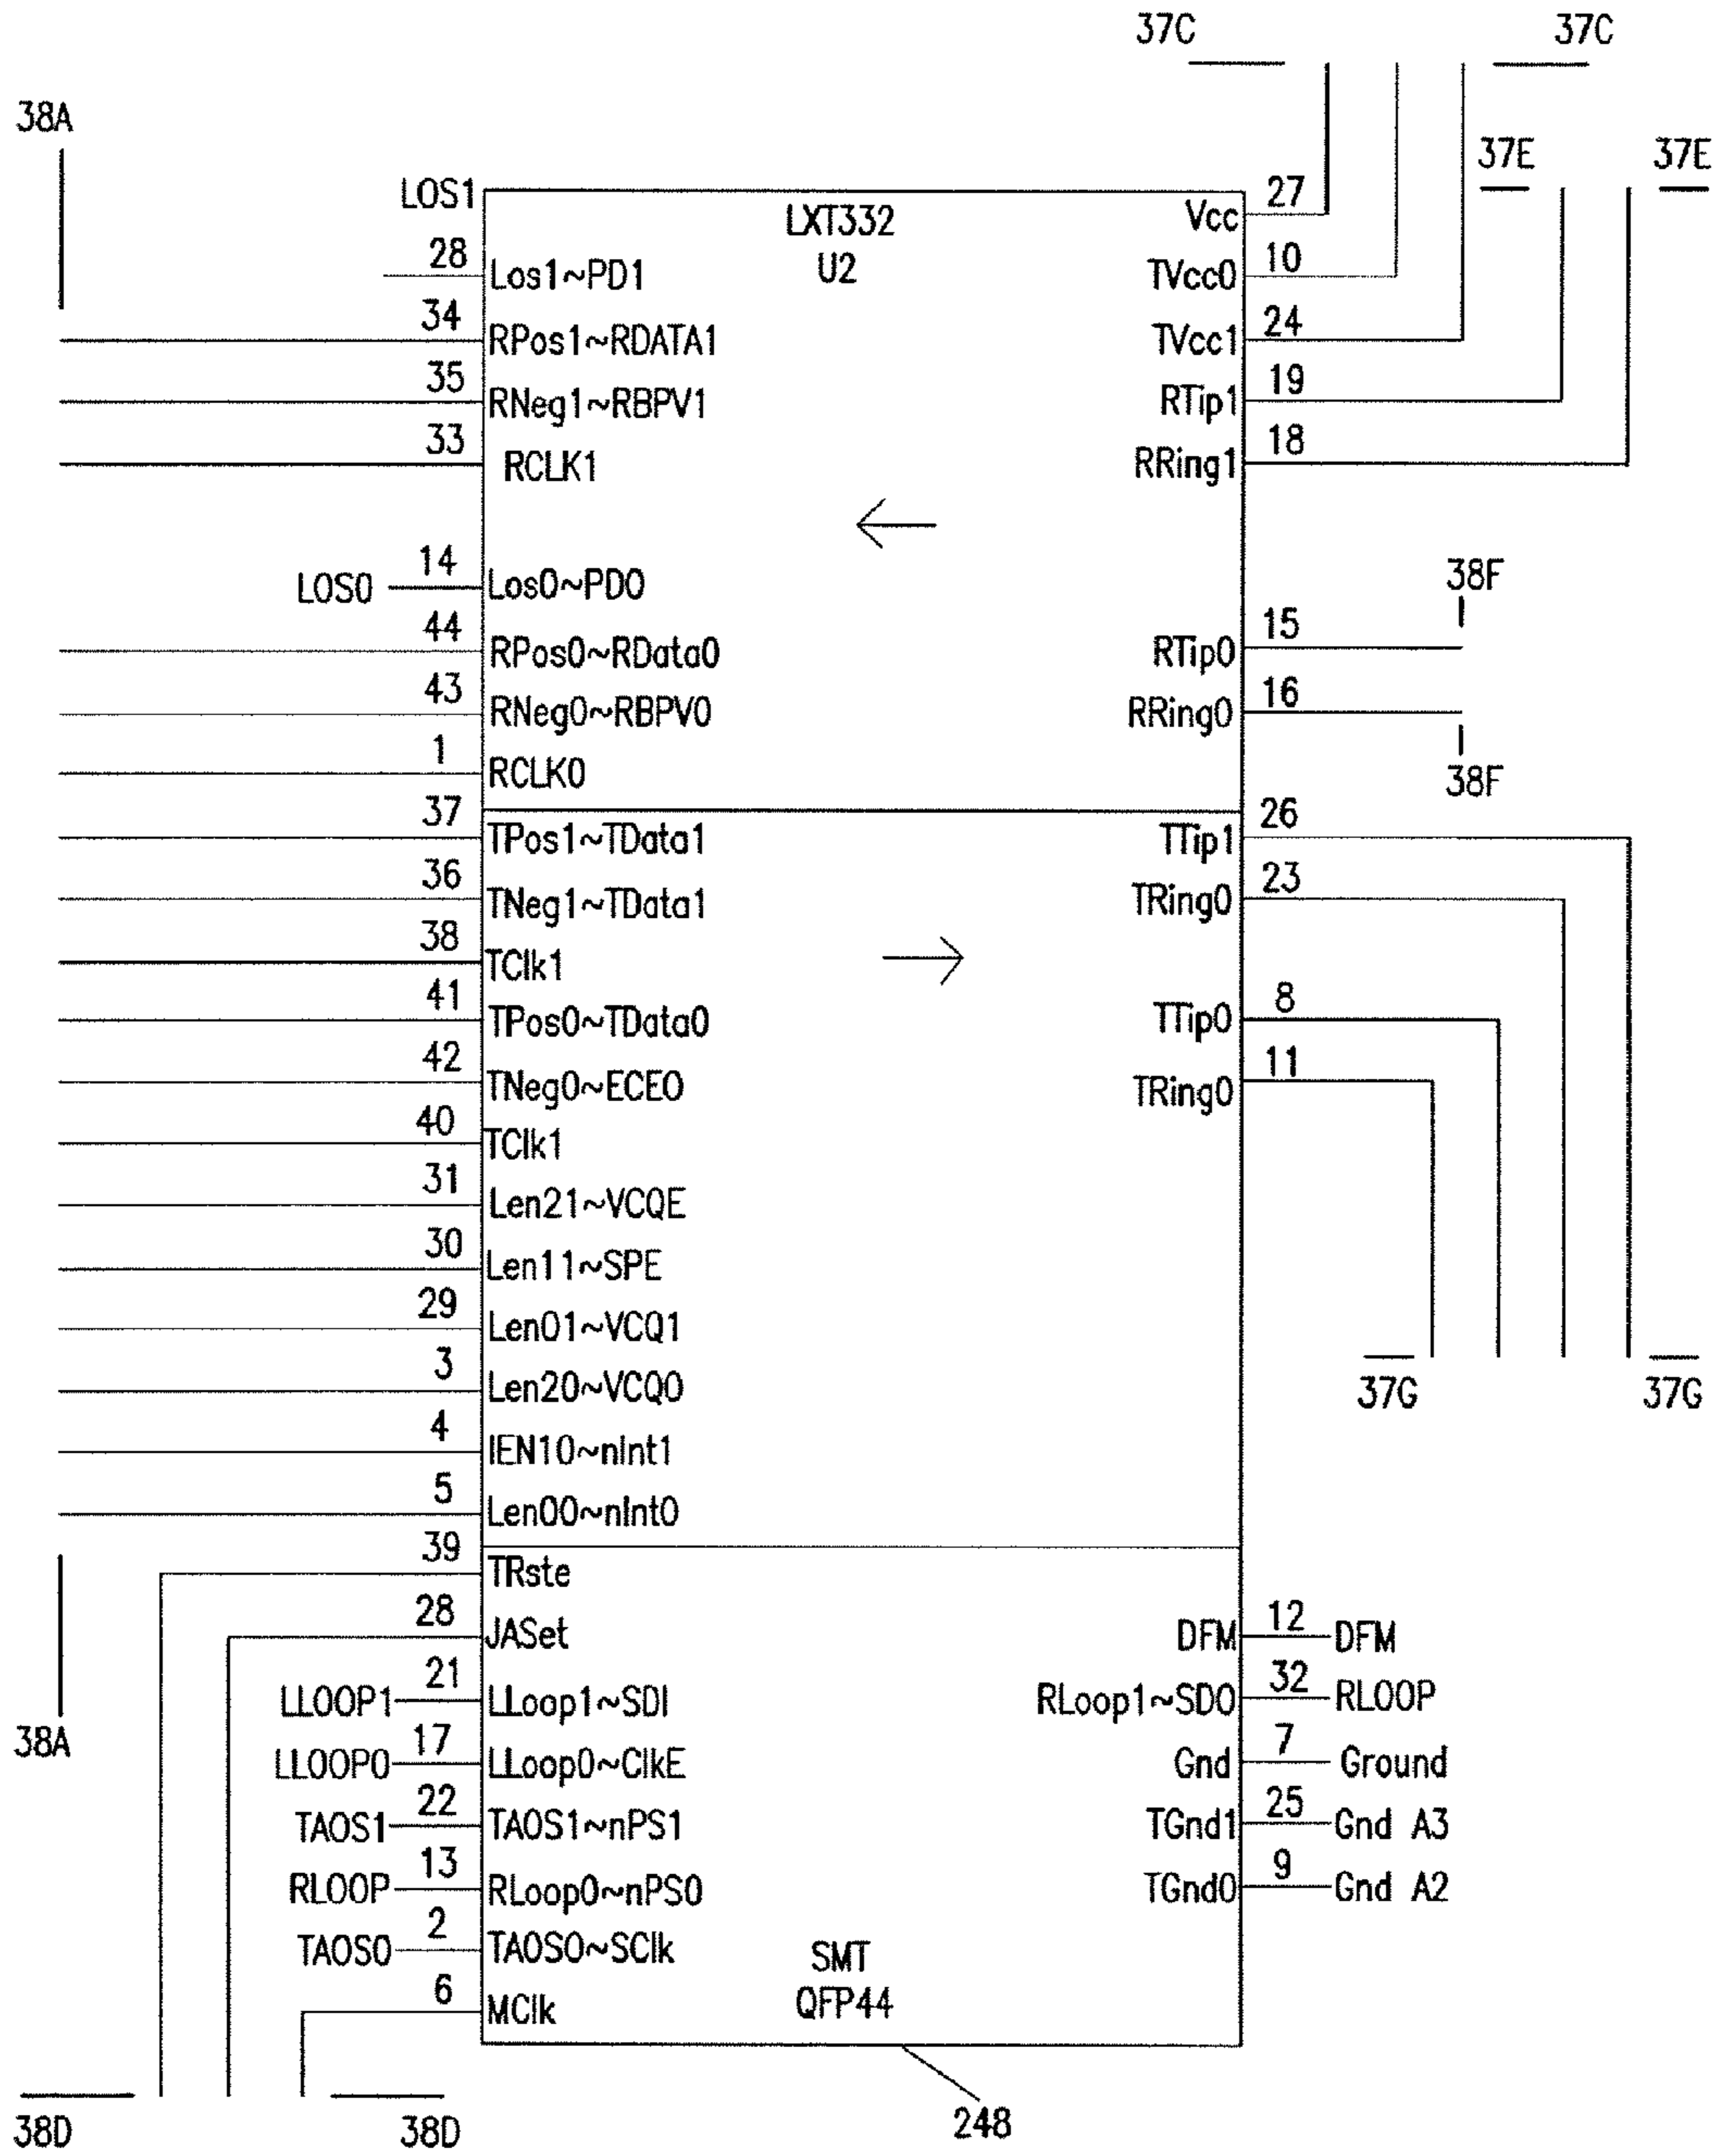 37C 37C
38A
37E 37E
LOS1 LXT332 Vcc 27
28 Los1~PD1 U2 TVcc0 10
34 RPos1~RDATA1 TVcc1 24
35 RNeg1~RBPV1 RTip1 19
33 RCLK1 RRing1 18
LOS0 14 Los0~PD0 38F
44 RPos0~RData0 RTip0 15
43 RNeg0~RBPV0 RRing0 16
1 RCLK0 38F
37 TPos1~TData1 TTip1 26
36 TNeg1~TData1 TRing0 23
38 TClk1
41 TPos0~TData0 TTip0 8
42 TNeg0~ECEO TRing0 11
40 TClk1
31 Len21~VCQE
30 Len11~SPE
29 Len01~VCQ1
3 Len20~VCQ0 37G 37G
4 lEN10~nInt1
5 Len00~nInt0
39 TRste
28 JASet DFM 12 DFM
LLOOP1 21 LLoop1~SDI RLoop1~SD0 32 RLOOP
38A
LLOOP0 17 LLoop0~ClkE Gnd 7 Ground
TAOS1 22 TAOS1~nPS1 TGnd1 25 Gnd A3
RLOOP 13 RLoop0~nPS0 TGnd0 9 Gnd A2
TAOS0 2 TAOS0~SClk SMT
6 MClk QFP44
38D 38D 248